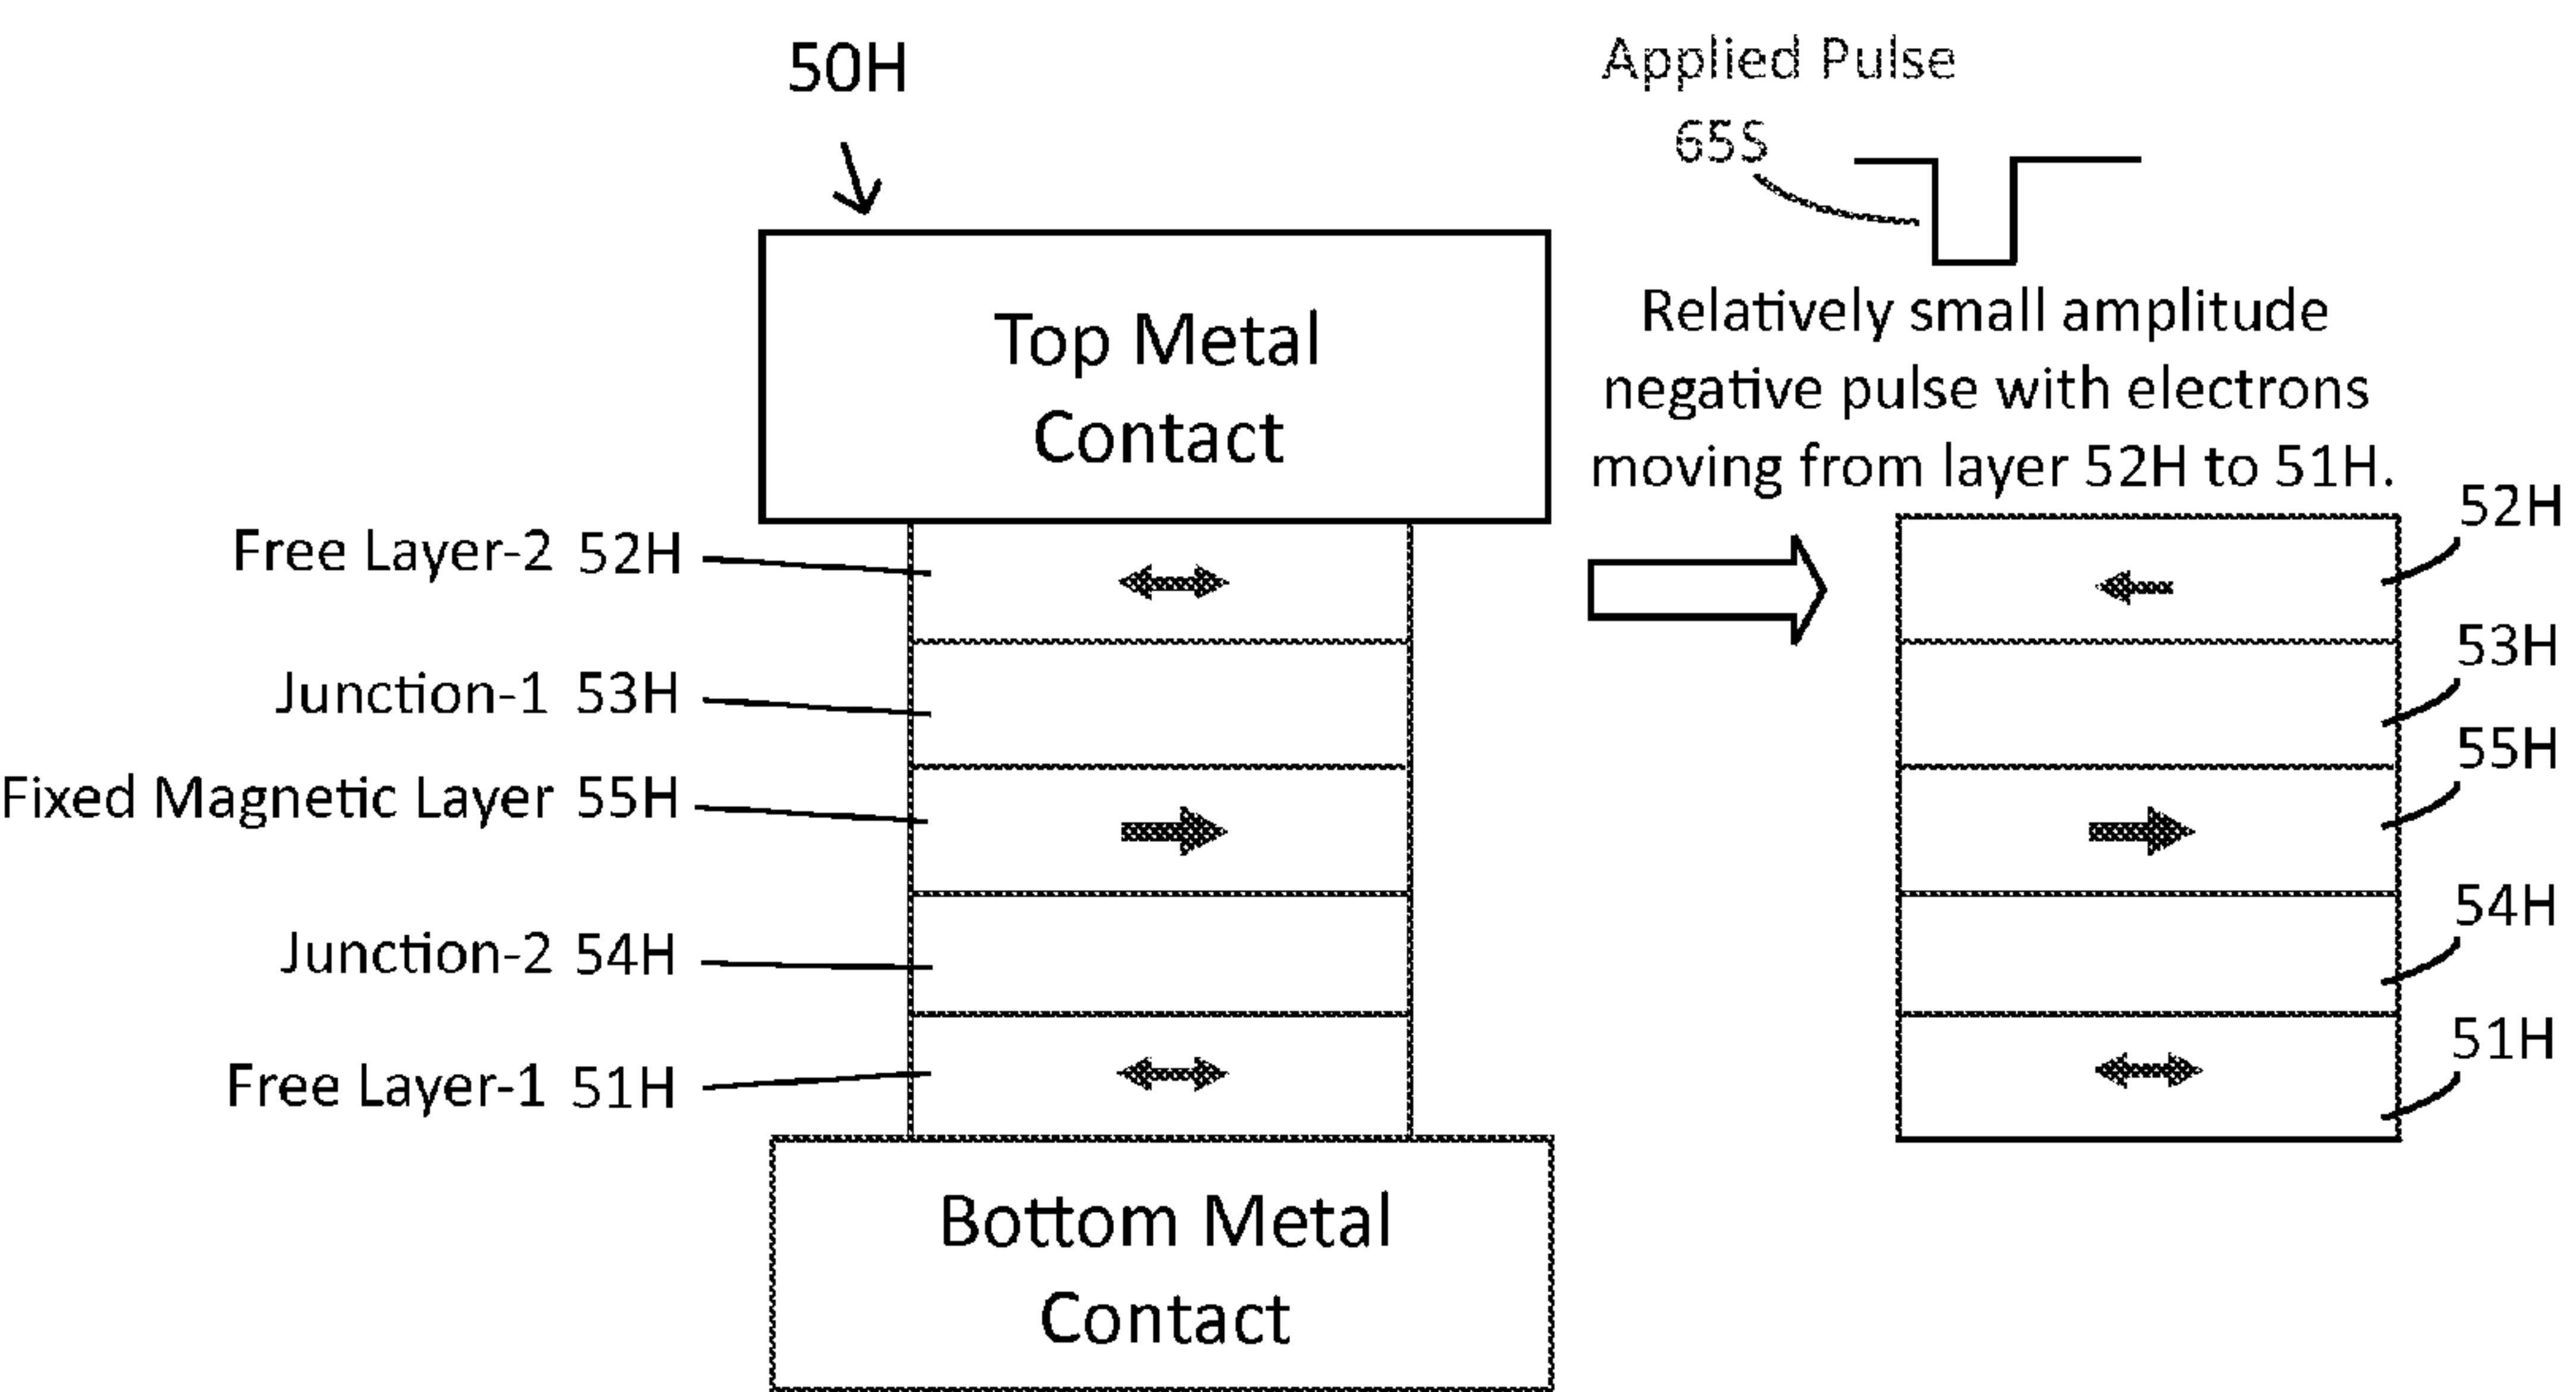 50H
Applied Pulse
65S
Top Metal
Contact
Relatively small amplitude
negative pulse with electrons
moving from layer 52H to 51H.
Free Layer-2 52H
Junction-1 53H
Fixed Magnetic Layer 55H
Junction-2 54H
Free Layer-1 51H
Bottom Metal
Contact
52H
53H
55H
54H
51H